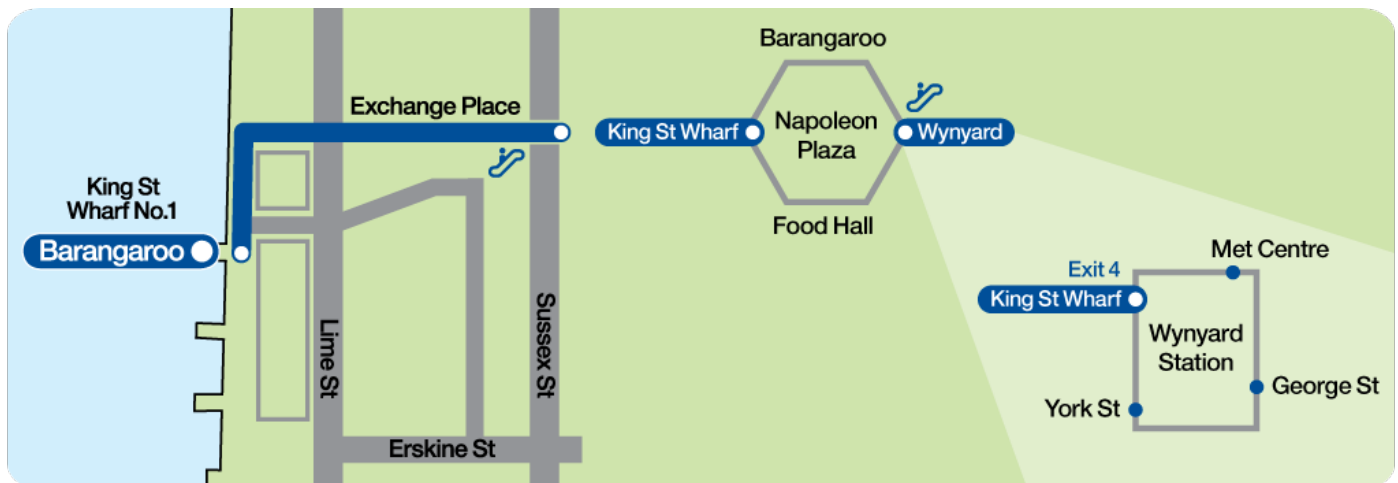 Barangaroo
Exchange Place
King St Wharf
Napoleon
Plaza
Wynyard
Food Hall
King St
Wharf No.1
Barangaroo
Lime St
Sussex St
Erskine St
Met Centre
Exit 4
King St Wharf
Wynyard
Station
George St
York St